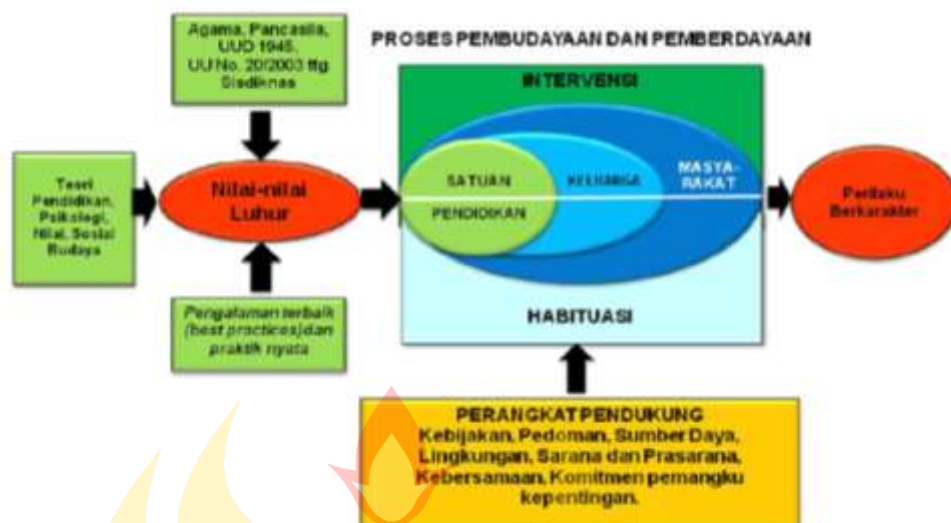 Agama, Pancasila,
UUD 1945,
UU No. 20/2003 ttg
Sisdiknas
PROSES PEMBUDAYAAN DAN PEMBERDAYAAN
INTERVENSI
Teori
Pendidikan,
Psikologi,
Nilai, Sosial
Budaya
Nilai-nilai
Luhur
SATUAN
PENDIDIKAN
KELUARGA
MASYA-
RAKAT
Perilaku
Berkarakter
Pengalaman terbaik
(best practices)dan
praktik nyata
HABITUASI
PERANGKAT PENDUKUNG
Kebijakan, Pedoman, Sumber Daya,
Lingkungan, Sarana dan Prasarana,
Kebersamaan, Komitmen pemangku
kepentingan.